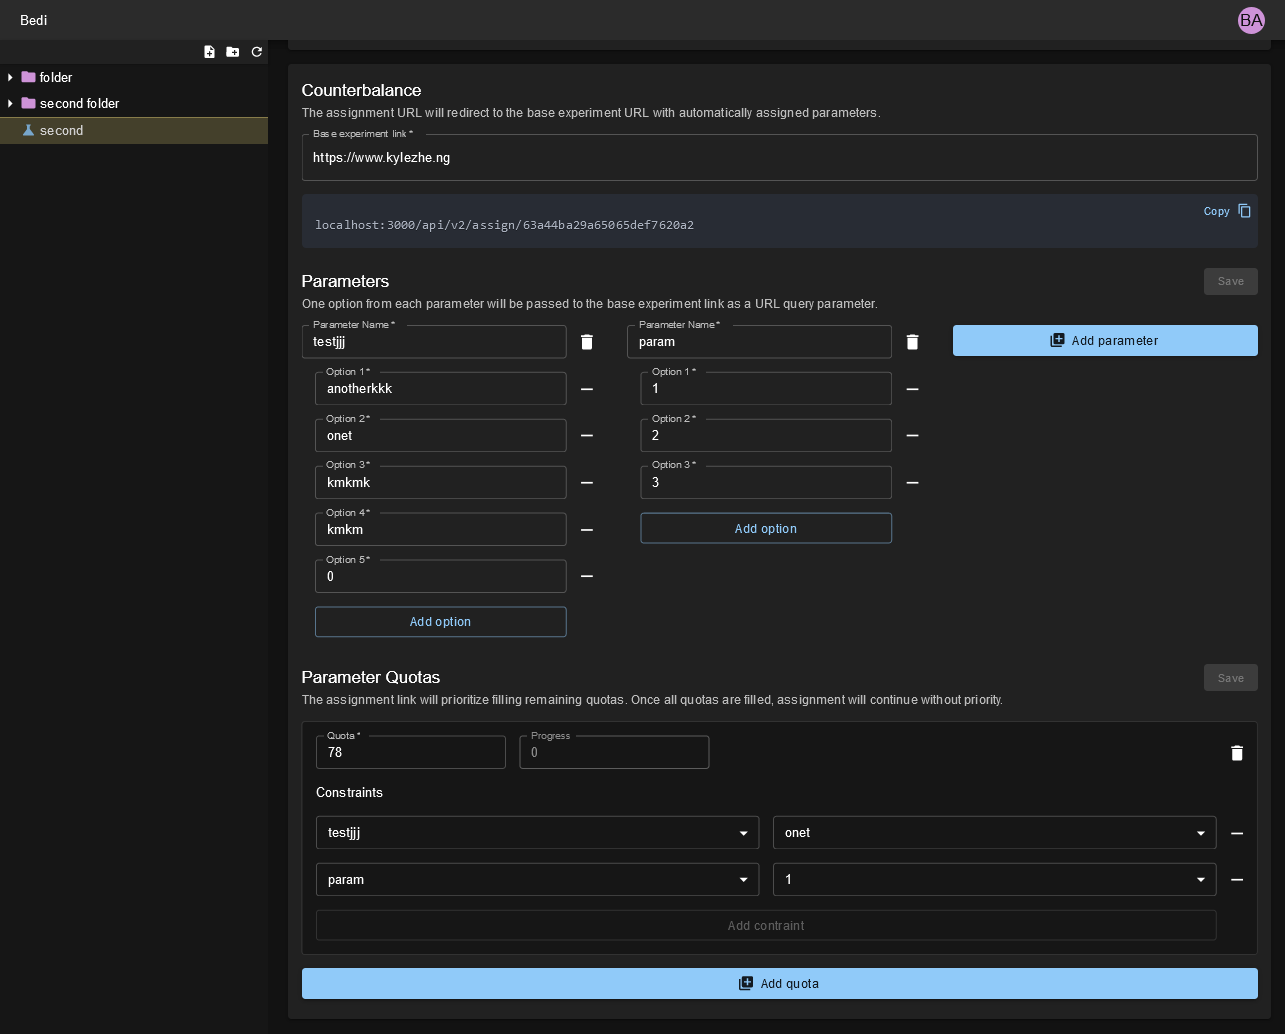 Bedi
BA
folder
second folder
second
Counterbalance
The assignment URL will redirect to the base experiment URL with automatically assigned parameters.
Base experiment link *
https://www.kylezhe.ng
Copy
localhost:3000/api/v2/assign/63a44ba29a65065def7620a2
Parameters
Save
One option from each parameter will be passed to the base experiment link as a URL query parameter.
Parameter Name *
testjjj
Parameter Name *
param
Add parameter
Option 1 *
anotherkkk
Option 1 *
1
Option 2 *
onet
Option 2 *
2
Option 3 *
kmkmk
Option 3 *
3
Option 4 *
kmkm
Add option
Option 5 *
0
Add option
Parameter Quotas
Save
The assignment link will prioritize filling remaining quotas. Once all quotas are filled, assignment will continue without priority.
Quota *
78
Progress
0
Constraints
testjjj
onet
param
1
Add contraint
Add quota